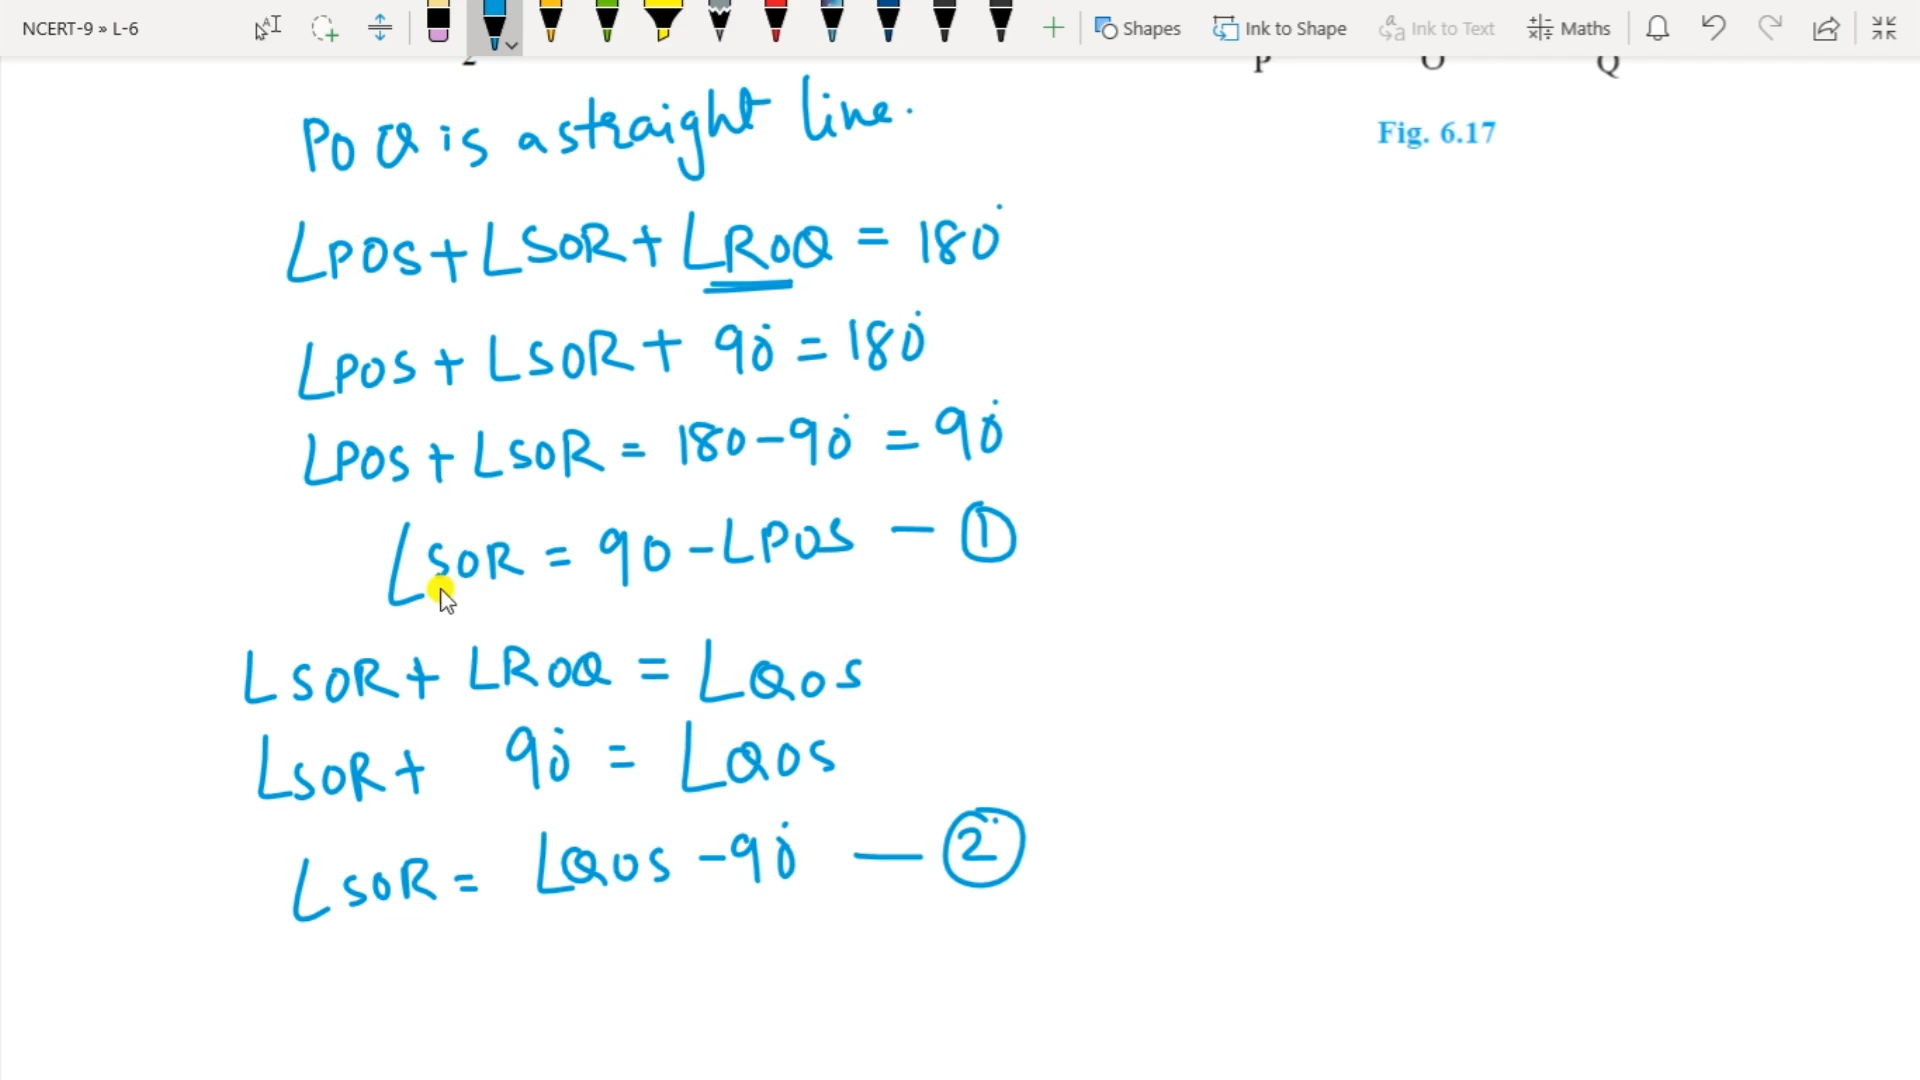 NCERT-9 » L-6 Shapes Ink to Shape Ink to Text Maths
2 P O Q
POQ is a straight line.
Fig. 6.17
∠POS + ∠SOR + ∠ROQ = 180°
∠POS + ∠SOR + 90° = 180°
∠POS + ∠SOR = 180 - 90° = 90°
∠SOR = 90 - ∠POS — ①
∠SOR + ∠ROQ = ∠QOS
∠SOR + 90° = ∠QOS
∠SOR = ∠QOS - 90° — ②